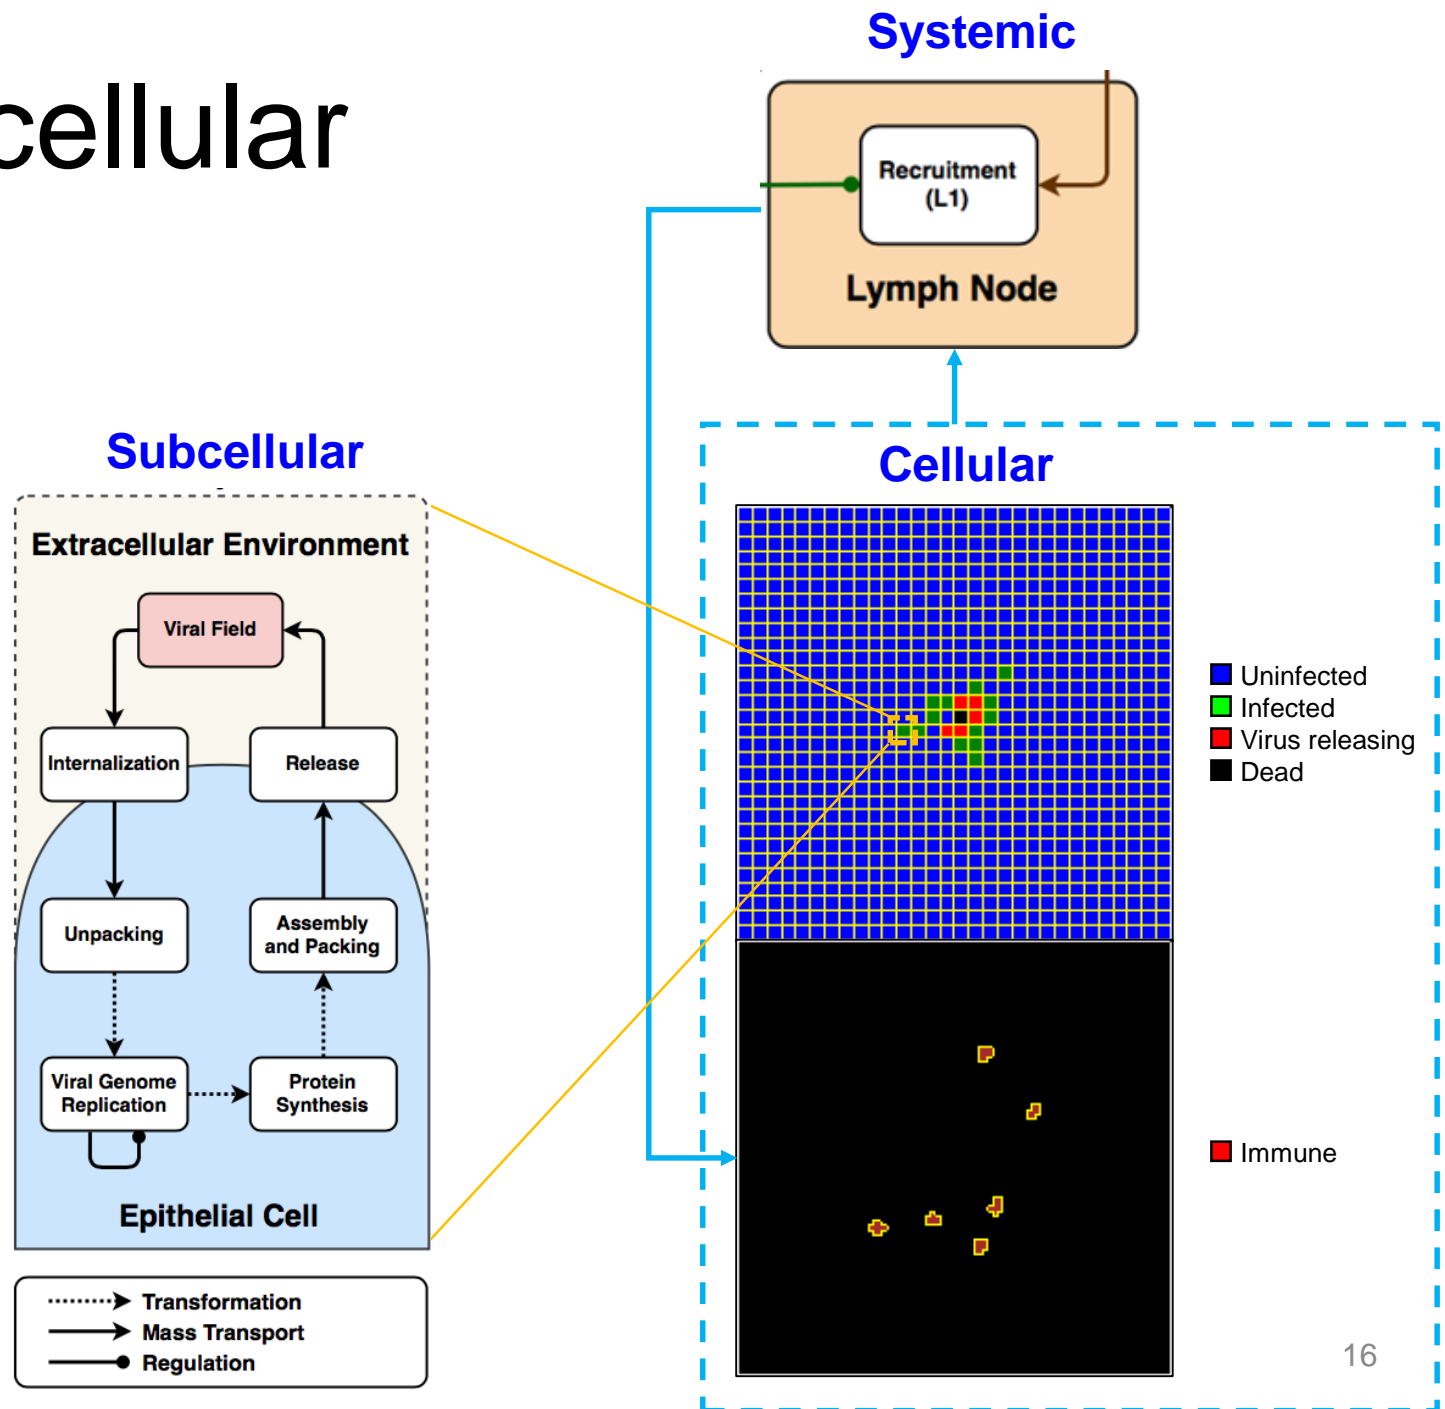 Systemic
cellular
Recruitment
(L1)
Lymph Node
Subcellular
Extracellular Environment
Viral Field
Internalization
Release
Unpacking
Assembly
and Packing
Viral Genome
Replication
Protein
Synthesis
Epithelial Cell
Transformation
Mass Transport
Regulation
Cellular
Uninfected
Infected
Virus releasing
Dead
Immune
16